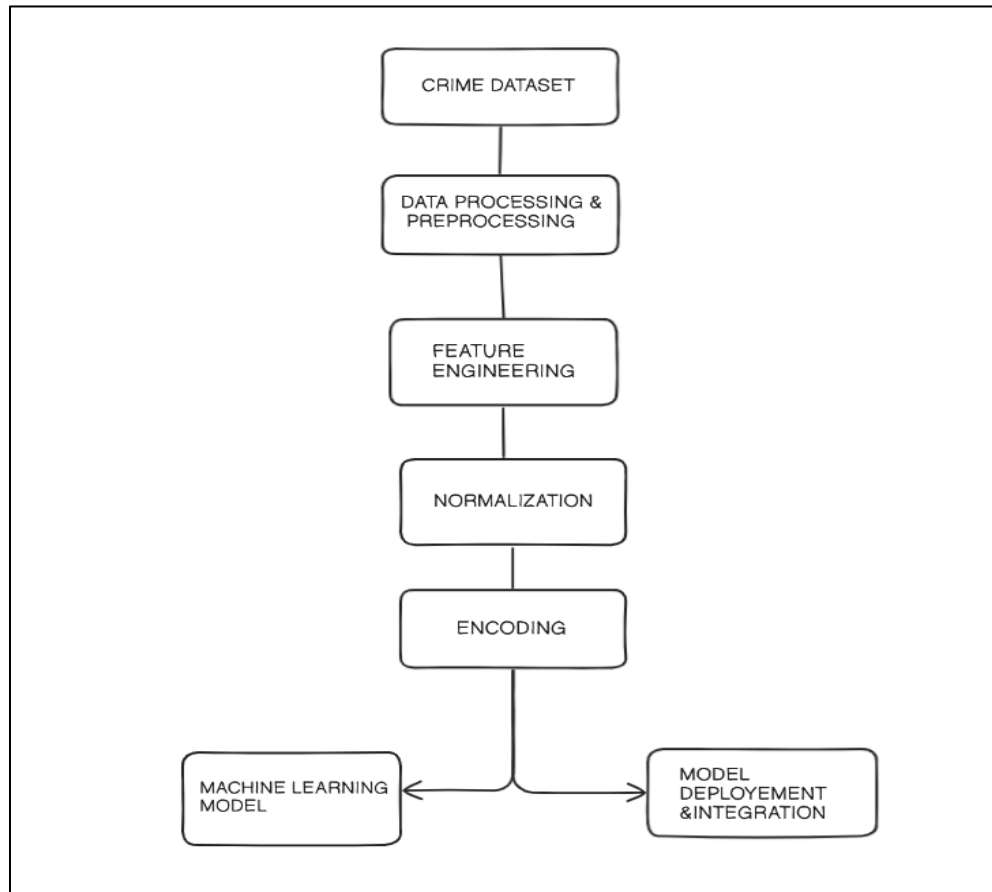 CRIME DATASET
DATA PROCESSING &
PREPROCESSING
FEATURE
ENGINEERING
NORMALIZATION
ENCODING
MACHINE LEARNING
MODEL
MODEL
DEPLOYEMENT
&INTEGRATION